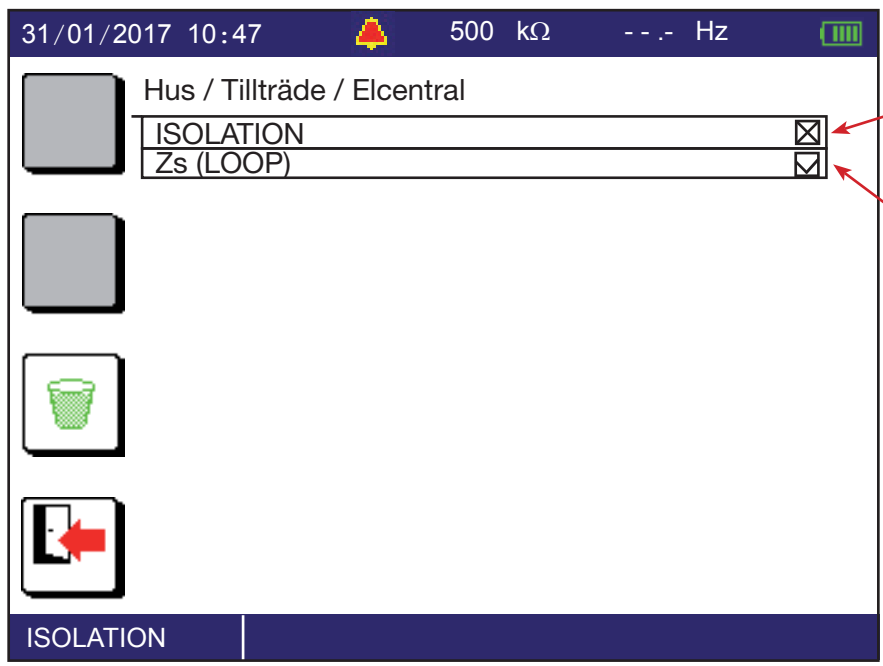 31/01/2017 10:47 500 kΩ - - .- Hz
Hus / Tillträde / Elcentral
ISOLATION
Zs (LOOP)
ISOLATION